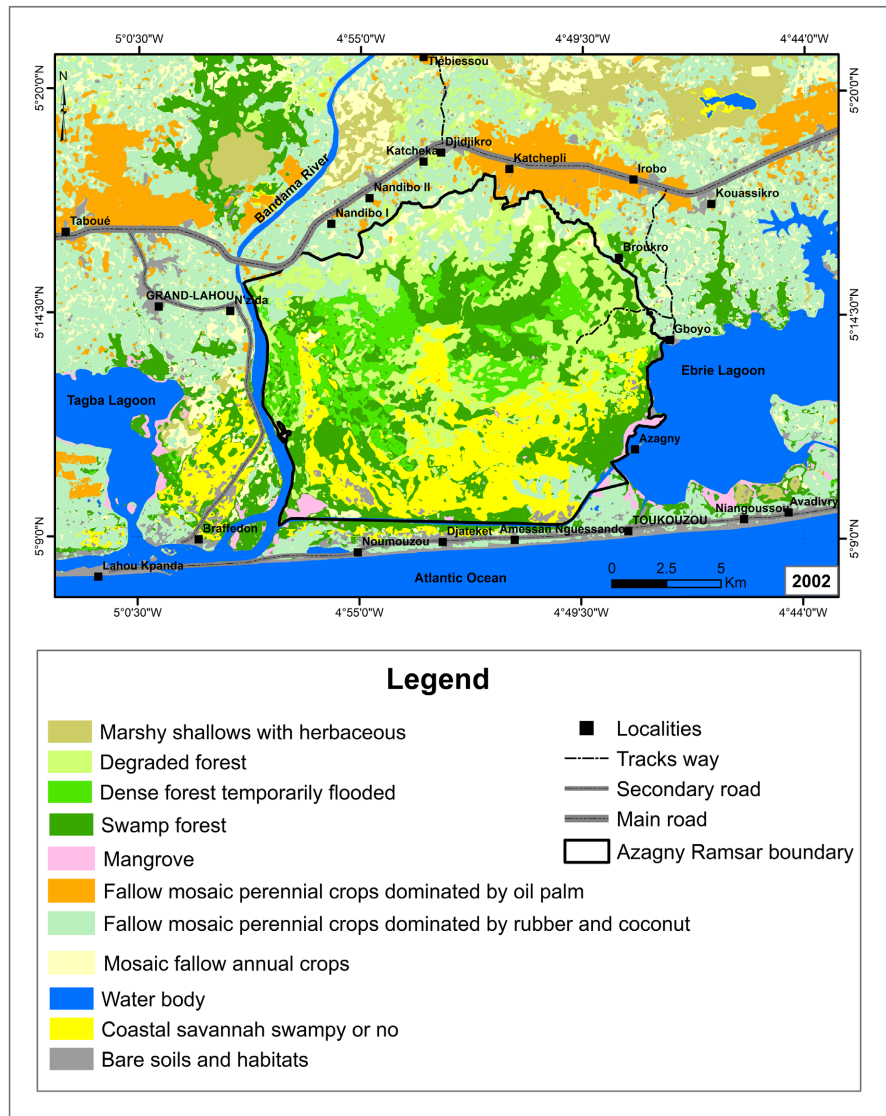 5°0'30"W 4°55'0"W 4°49'30"W 4°44'0"W
5°20'0"N
5°20'0"N
N
Tiébiessou
Djidjikro
Katcheka
Katchepli
Irobo
Bandama River
Nandibo II
Kouassikro
Nandibo I
Taboué
Broukro
GRAND-LAHOU
N'zida
5°14'30"N
5°14'30"N
Gboyo
Ebrie Lagoon
Tagba Lagoon
Azagny
Avadivry
Niangoussou
TOUKOUZOU
Amessan Nguessando
Djateket
Braffedon
Noumouzou
5°9'0"N
5°9'0"N
Lahou Kpanda
Atlantic Ocean
0 2.5 5
Km
2002
5°0'30"W 4°55'0"W 4°49'30"W 4°44'0"W
Legend
Marshy shallows with herbaceous
Degraded forest
Dense forest temporarily flooded
Swamp forest
Mangrove
Fallow mosaic perennial crops dominated by oil palm
Fallow mosaic perennial crops dominated by rubber and coconut
Mosaic fallow annual crops
Water body
Coastal savannah swampy or no
Bare soils and habitats
Localities
Tracks way
Secondary road
Main road
Azagny Ramsar boundary